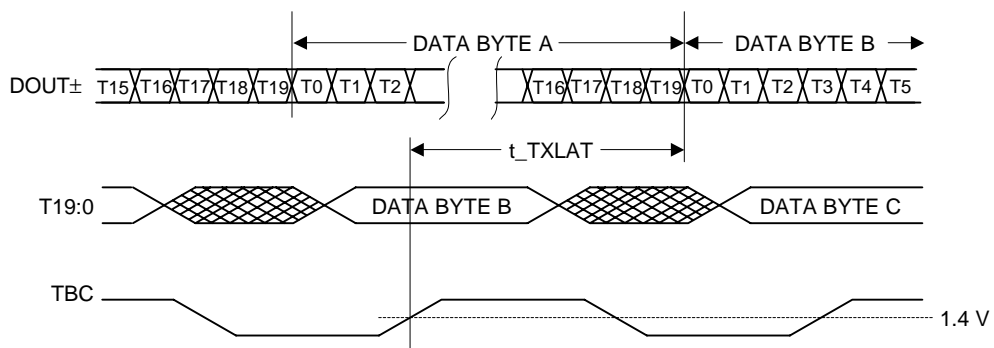 DATA BYTE A DATA BYTE B
DOUT± T15 T16 T17 T18 T19 T0 T1 T2 T16 T17 T18 T19 T0 T1 T2 T3 T4 T5
t_TXLAT
T19:0 DATA BYTE B DATA BYTE C
TBC
1.4 V